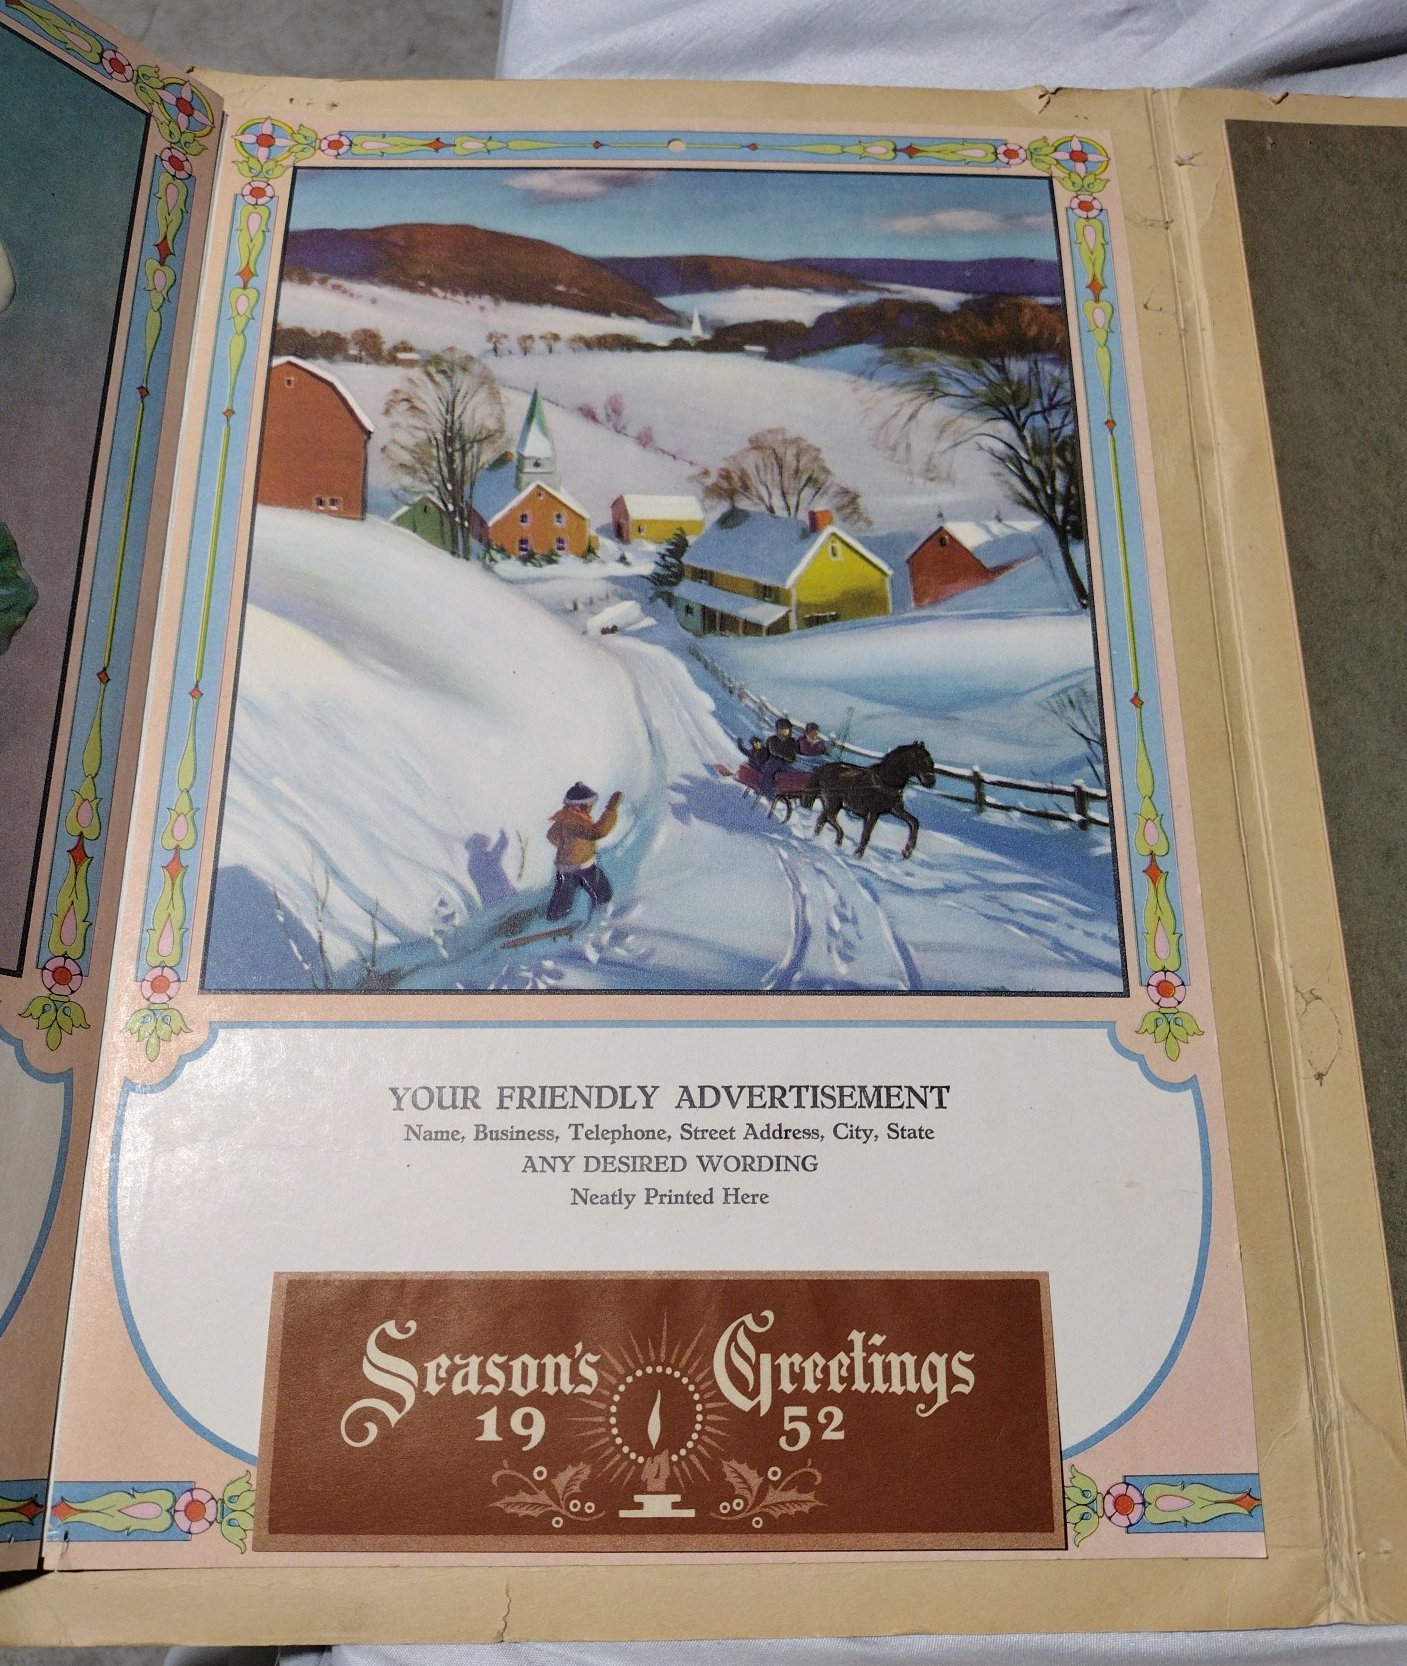 YOUR FRIENDLY ADVERTISEMENT
Name, Business, Telephone, Street Address, City, State
ANY DESIRED WORDING
Neatly Printed Here
Season's Greetings
19 52